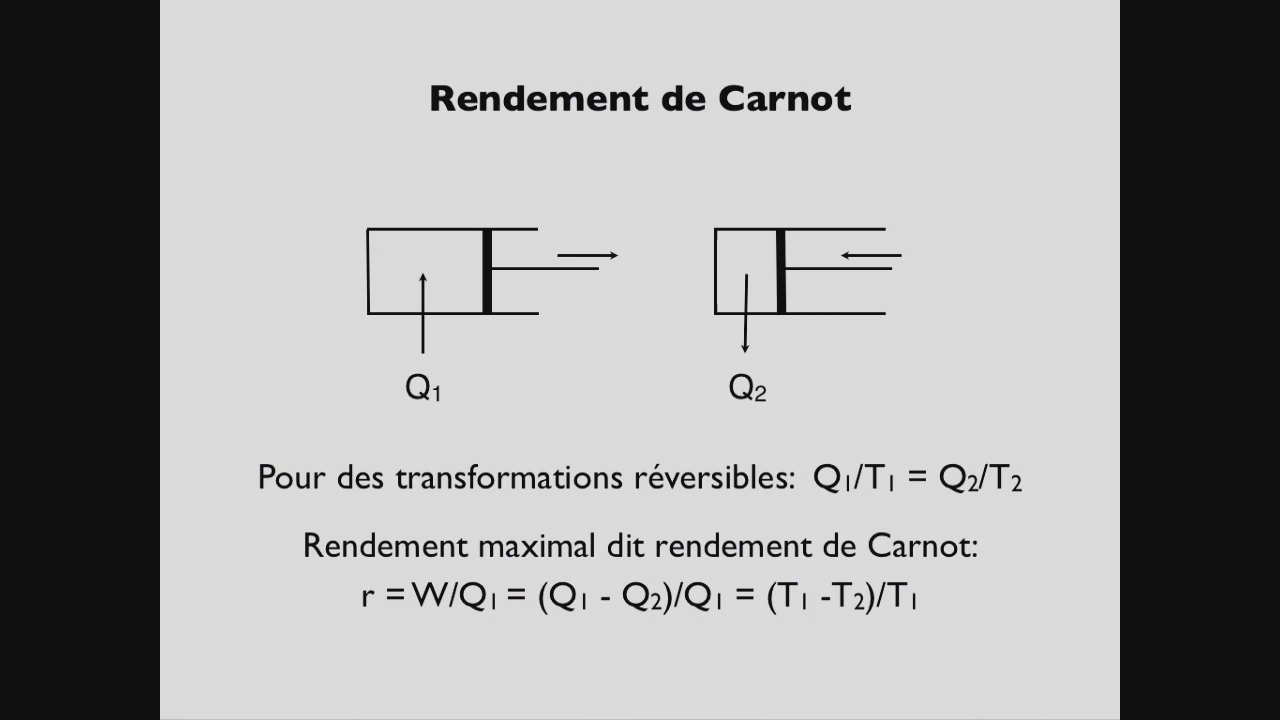 Rendement de Carnot
Q₁ Q₂
Pour des transformations réversibles: Q₁/T₁ = Q₂/T₂
Rendement maximal dit rendement de Carnot:
r = W/Q₁ = (Q₁ - Q₂)/Q₁ = (T₁ -T₂)/T₁